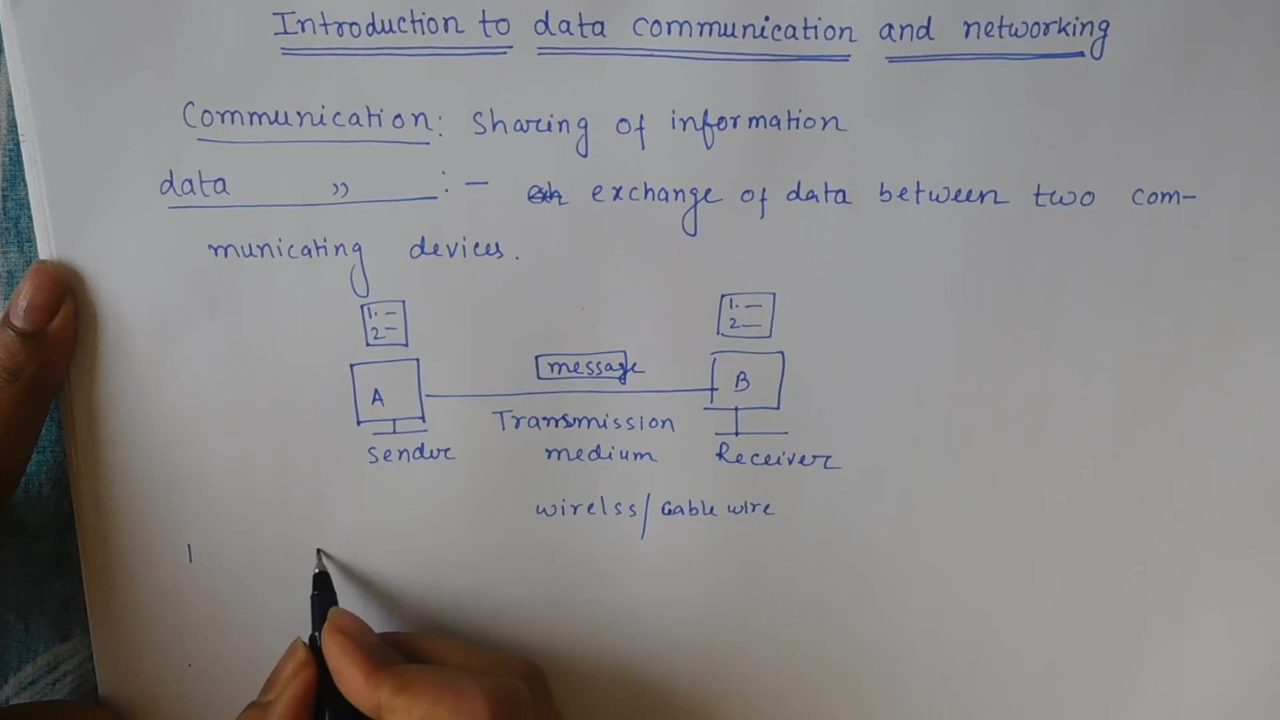 Introduction to data communication and networking
Communication: sharing of information
data ,, :- exchange of data between two com-
municating devices.
1. -
2 -
1. -
2 -
message
A
B
Transmission
medium
Sender
Receiver
wirelss/Cable wire
1